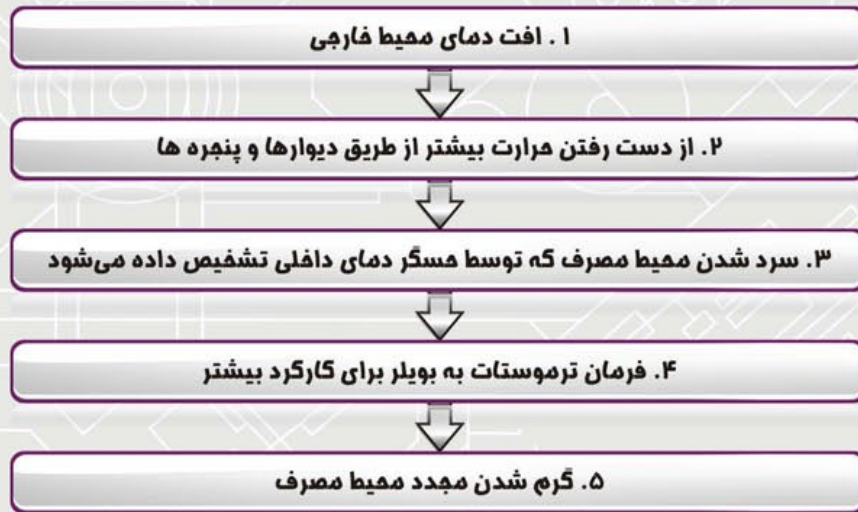 ۱. افت دمای محیط خارجی
۲. از دست رفتن حرارت بیشتر از طریق دیوارها و پنجره ها
۳. سرد شدن محیط مصرف که توسط حسگر دمای داخلی تشخیص داده می‌شود
۴. فرمان ترموستات به بویلر برای کارکرد بیشتر
۵. گرم شدن مجدد محیط مصرف